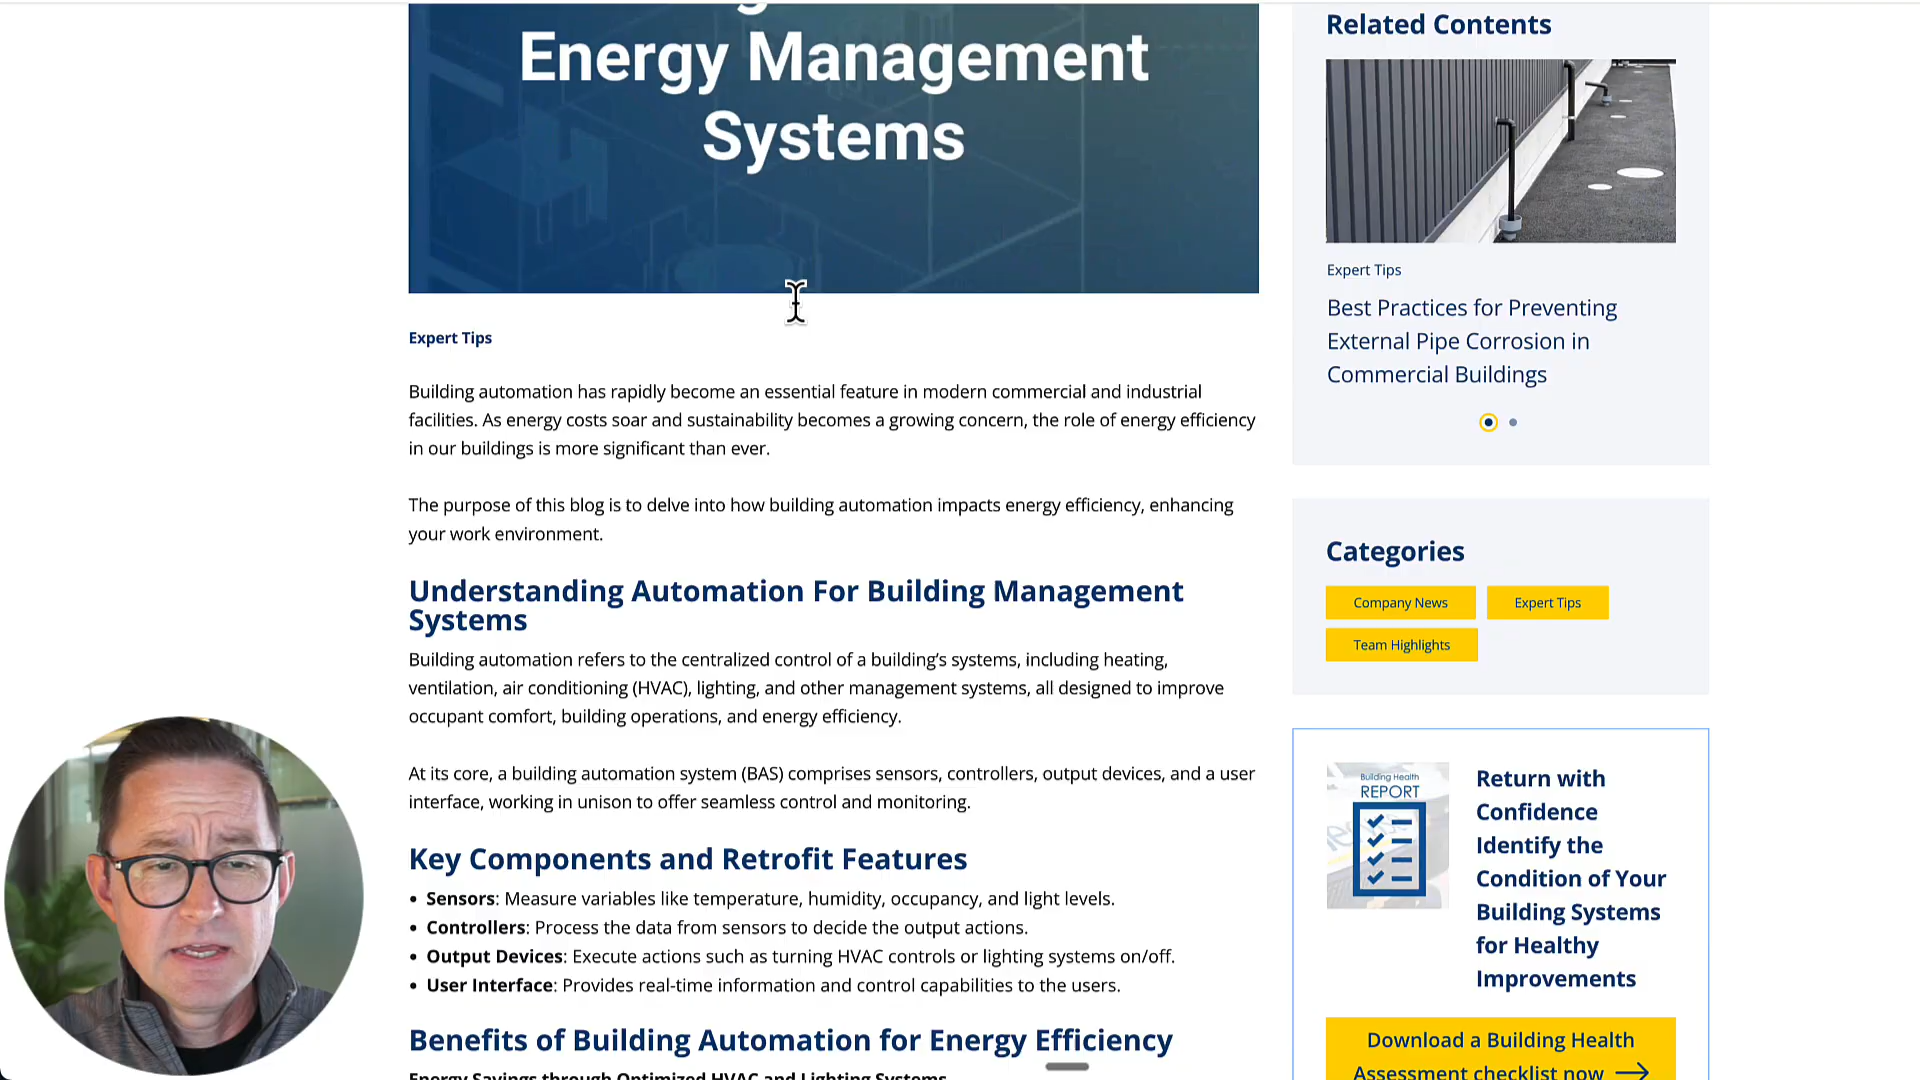 Energy Management
Systems
Expert Tips
Building automation has rapidly become an essential feature in modern commercial and industrial
facilities. As energy costs soar and sustainability becomes a growing concern, the role of energy efficiency
in our buildings is more significant than ever.
The purpose of this blog is to delve into how building automation impacts energy efficiency, enhancing
your work environment.
Understanding Automation For Building Management
Systems
Building automation refers to the centralized control of a building’s systems, including heating,
ventilation, air conditioning (HVAC), lighting, and other management systems, all designed to improve
occupant comfort, building operations, and energy efficiency.
At its core, a building automation system (BAS) comprises sensors, controllers, output devices, and a user
interface, working in unison to offer seamless control and monitoring.
Key Components and Retrofit Features
• Sensors: Measure variables like temperature, humidity, occupancy, and light levels.
• Controllers: Process the data from sensors to decide the output actions.
• Output Devices: Execute actions such as turning HVAC controls or lighting systems on/off.
• User Interface: Provides real-time information and control capabilities to the users.
Benefits of Building Automation for Energy Efficiency
Energy Savings through Optimized HVAC and Lighting Systems
Related Contents
Expert Tips
Best Practices for Preventing
External Pipe Corrosion in
Commercial Buildings
Categories
Company News
Expert Tips
Team Highlights
Building Health
REPORT
Return with
Confidence
Identify the
Condition of Your
Building Systems
for Healthy
Improvements
Download a Building Health
Assessment checklist now